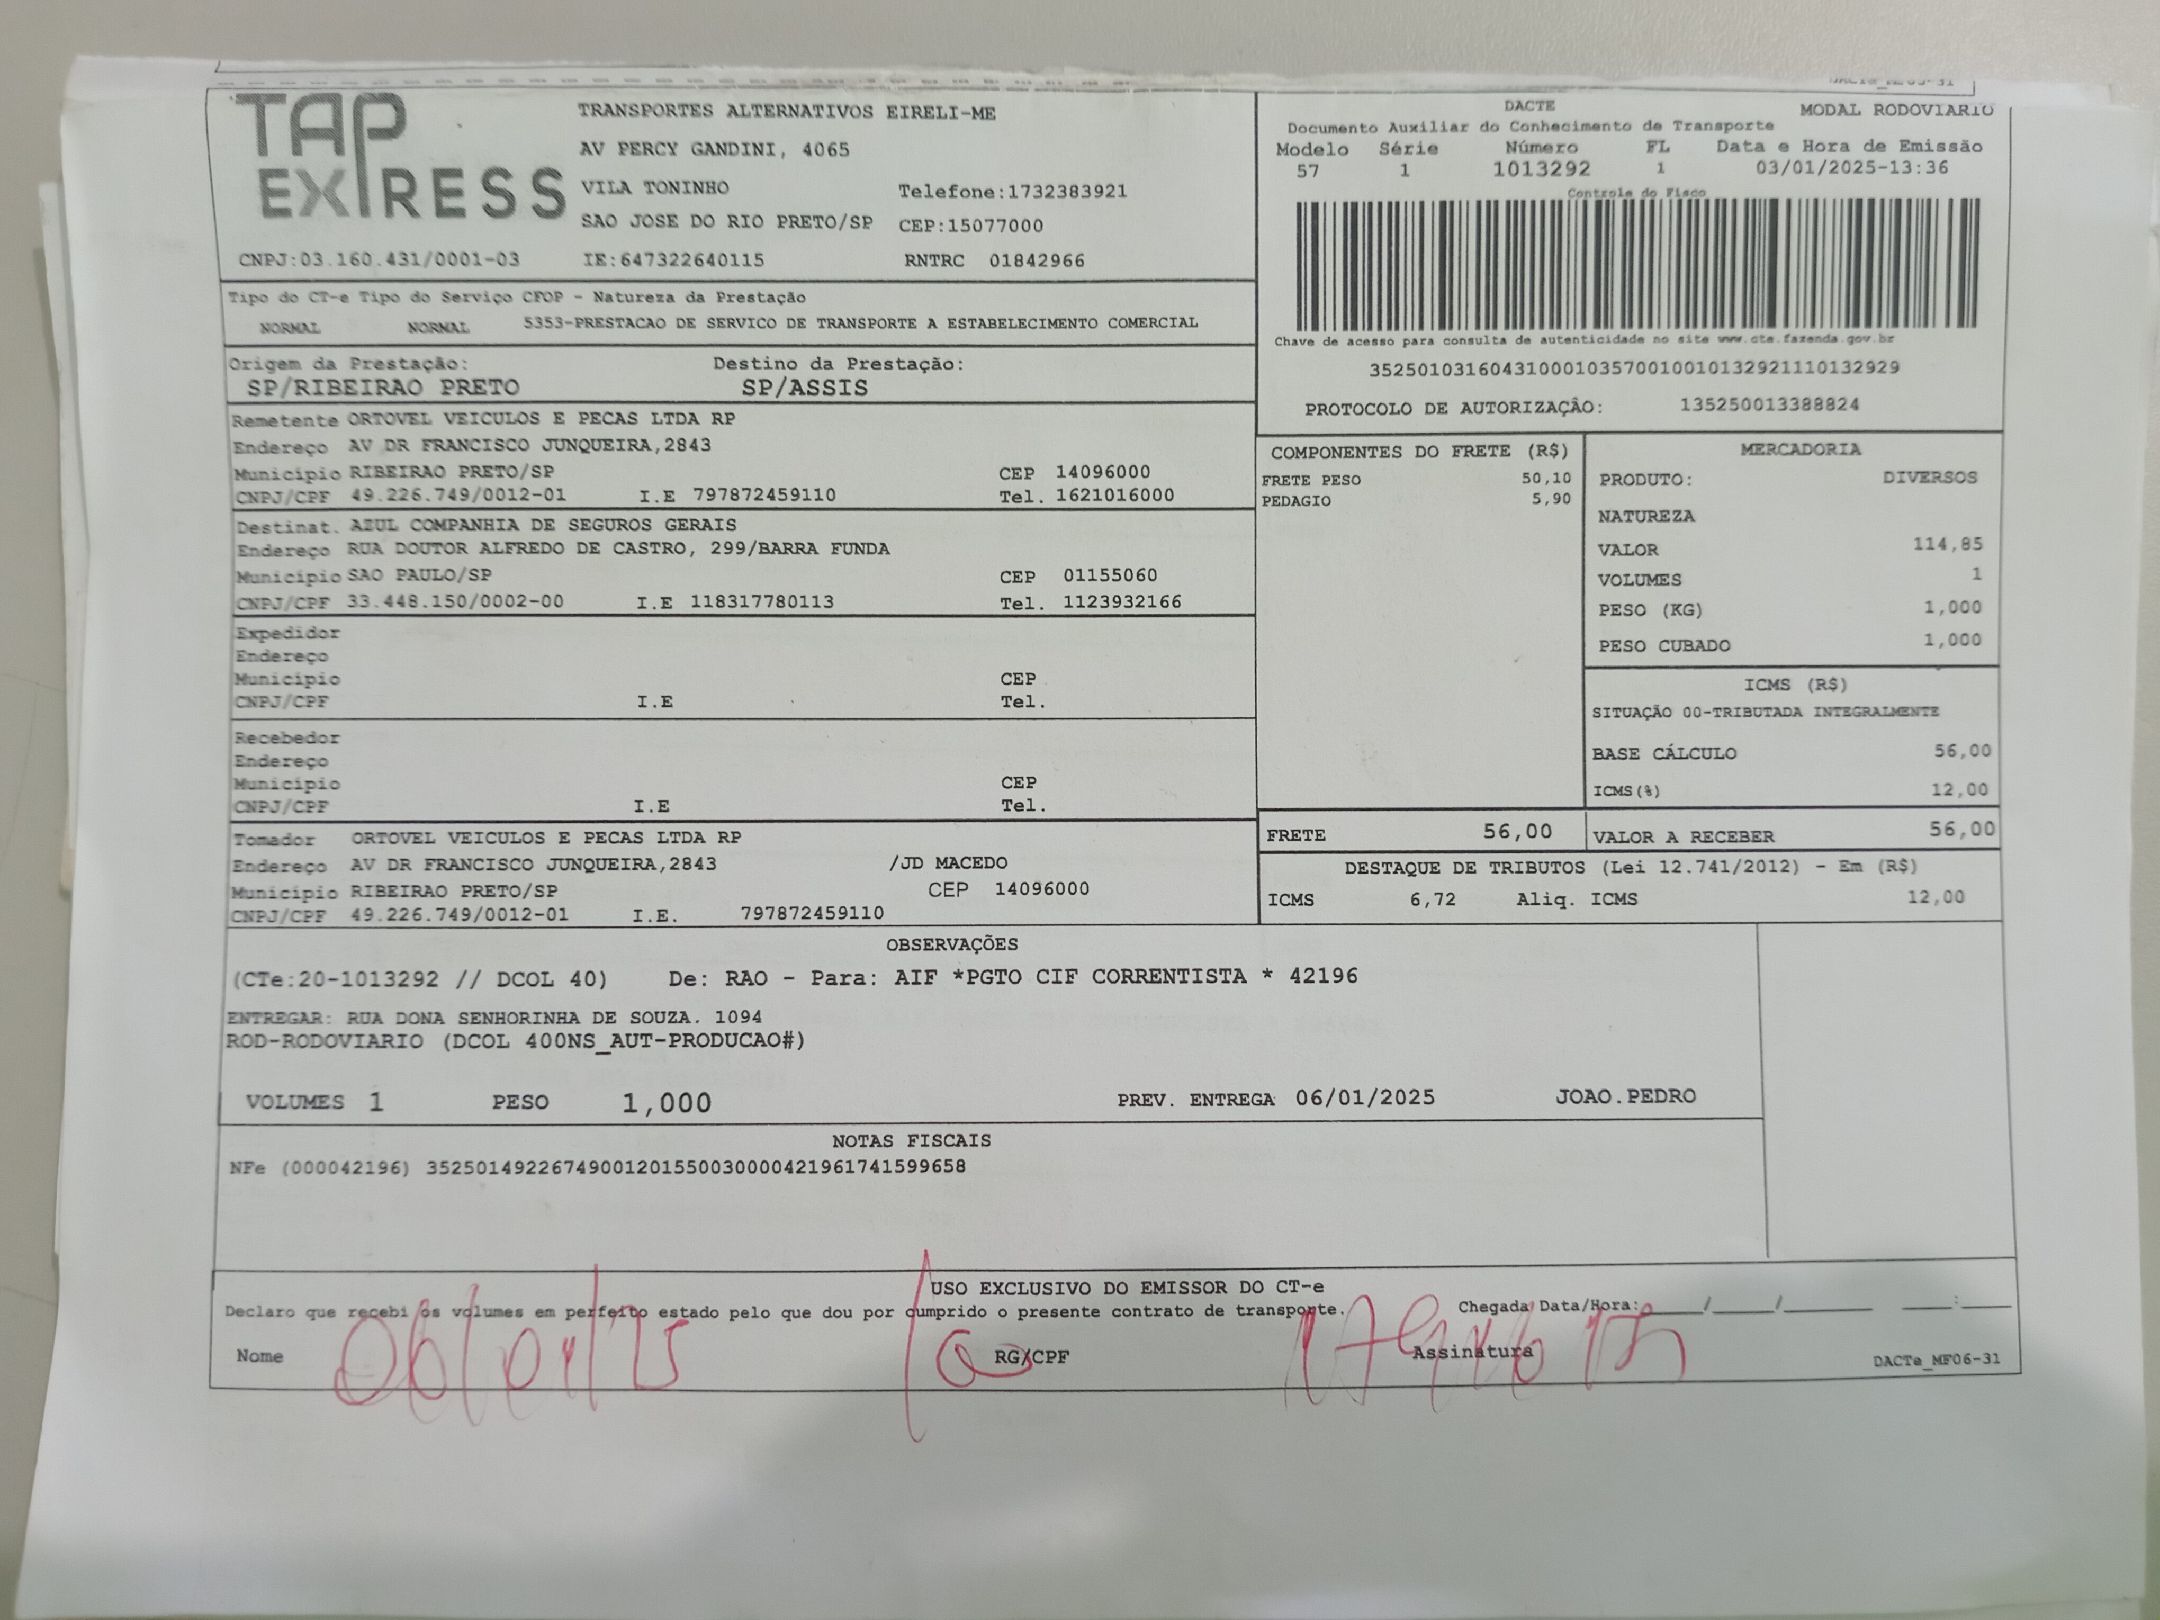 TAP EXPRESS
TRANSPORTES ALTERNATIVOS EIRELI-ME
AV PERCY GANDINI, 4065
VILA TONINHO Telefone:1732383921
SAO JOSE DO RIO PRETO/SP CEP:15077000
CNPJ:03.160.431/0001-03 IE:647322640115 RNTRC 01842966
DACTE MODAL RODOVIARIO
Documento Auxiliar do Conhecimento de Transporte
Modelo Série Número FL Data e Hora de Emissão
57 1 1013292 1 03/01/2025-13:36
Controle do Fisco
Chave de acesso para consulta de autenticidade no site www.cte.fazenda.gov.br
35250103160431000103570010010132921110132929
PROTOCOLO DE AUTORIZAÇÃO: 135250013388824
Tipo do CT-e Tipo do Serviço CFOP - Natureza da Prestação
NORMAL NORMAL 5353-PRESTACAO DE SERVICO DE TRANSPORTE A ESTABELECIMENTO COMERCIAL
Origem da Prestação: Destino da Prestação:
SP/RIBEIRAO PRETO SP/ASSIS
Remetente ORTOVEL VEICULOS E PECAS LTDA RP
Endereço AV DR FRANCISCO JUNQUEIRA,2843
Município RIBEIRAO PRETO/SP CEP 14096000
CNPJ/CPF 49.226.749/0012-01 I.E 797872459110 Tel. 1621016000
Destinat. AZUL COMPANHIA DE SEGUROS GERAIS
Endereço RUA DOUTOR ALFREDO DE CASTRO, 299/BARRA FUNDA
Município SAO PAULO/SP CEP 01155060
CNPJ/CPF 33.448.150/0002-00 I.E 118317780113 Tel. 1123932166
Expedidor
Endereço
Município CEP
CNPJ/CPF I.E Tel.
Recebedor
Endereço
Município CEP
CNPJ/CPF I.E Tel.
Tomador ORTOVEL VEICULOS E PECAS LTDA RP
Endereço AV DR FRANCISCO JUNQUEIRA,2843 /JD MACEDO
Município RIBEIRAO PRETO/SP CEP 14096000
CNPJ/CPF 49.226.749/0012-01 I.E. 797872459110
COMPONENTES DO FRETE (R$)
FRETE PESO 50,10
PEDAGIO 5,90
MERCADORIA
PRODUTO: DIVERSOS
NATUREZA
VALOR 114,85
VOLUMES 1
PESO (KG) 1,000
PESO CUBADO 1,000
ICMS (R$)
SITUAÇÃO 00-TRIBUTADA INTEGRALMENTE
BASE CÁLCULO 56,00
ICMS(%) 12,00
FRETE 56,00 VALOR A RECEBER 56,00
DESTAQUE DE TRIBUTOS (Lei 12.741/2012) - Em (R$)
ICMS 6,72 Aliq. ICMS 12,00
OBSERVAÇÕES
(CTe:20-1013292 // DCOL 40) De: RAO - Para: AIF *PGTO CIF CORRENTISTA * 42196
ENTREGAR: RUA DONA SENHORINHA DE SOUZA. 1094
ROD-RODOVIARIO (DCOL 400NS_AUT-PRODUCAO#)
VOLUMES 1 PESO 1,000 PREV. ENTREGA 06/01/2025 JOAO.PEDRO
NOTAS FISCAIS
NFe (000042196) 35250149226749001201550030000421961741599658
USO EXCLUSIVO DO EMISSOR DO CT-e
Declaro que recebi os volumes em perfeito estado pelo que dou por cumprido o presente contrato de transporte. Chegada Data/Hora: ____/____/______ ___:___
Nome 06/01/25 RG/CPF Assinatura DACTe_MF06-31